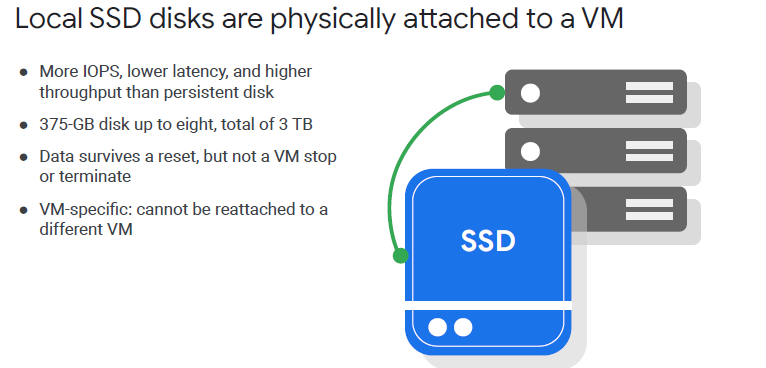 Local SSD disks are physically attached to a VM
● More IOPS, lower latency, and higher
throughput than persistent disk
● 375-GB disk up to eight, total of 3 TB
● Data survives a reset, but not a VM stop
or terminate
● VM-specific: cannot be reattached to a
different VM
SSD